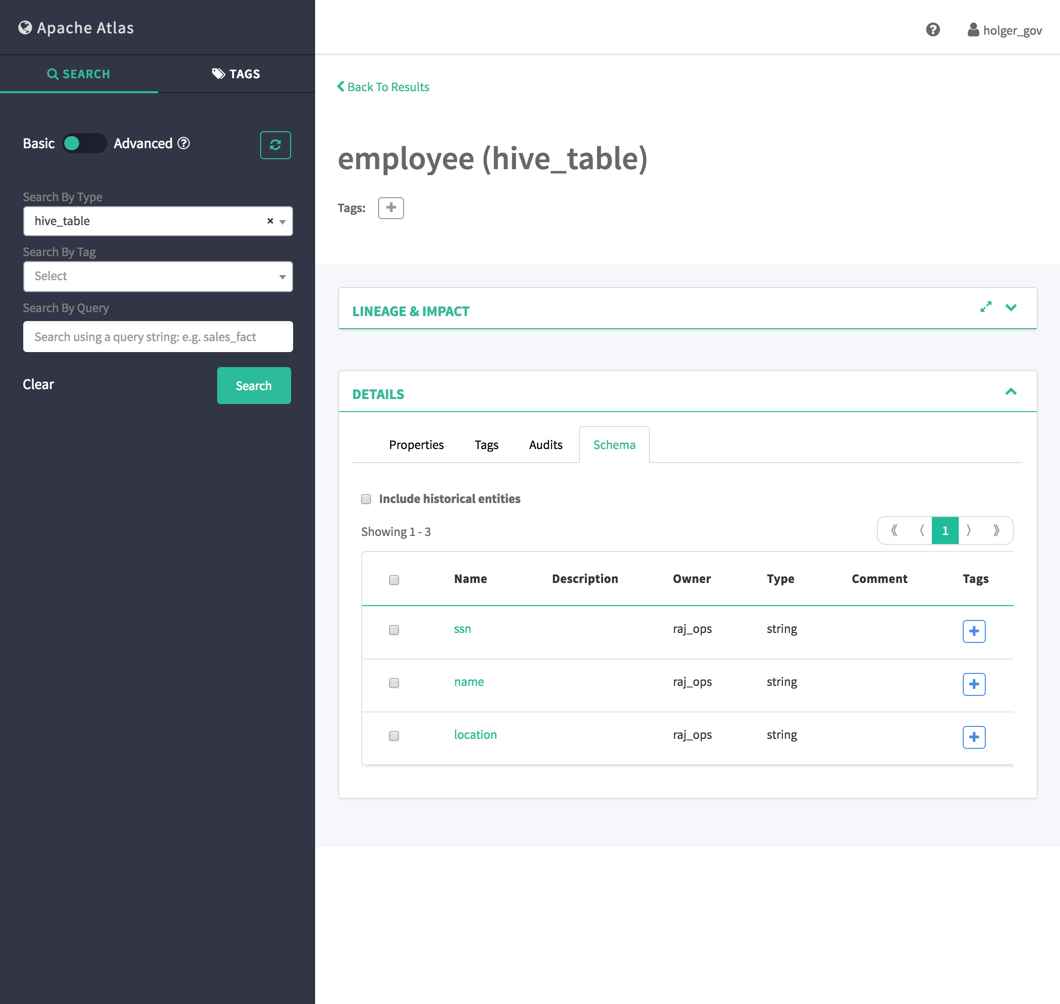 Apache Atlas
SEARCH TAGS
Basic Advanced
Search By Type
hive_table × 
Search By Tag
Select
Search By Query
Search using a query string: e.g. sales_fact
Clear Search
holger_gov
Back To Results
employee (hive_table)
Tags: +
LINEAGE & IMPACT
DETAILS
Properties Tags Audits Schema
Include historical entities
Showing 1 - 3
《 〈 1 〉 》
Name Description Owner Type Comment Tags
ssn raj_ops string +
name raj_ops string +
location raj_ops string +